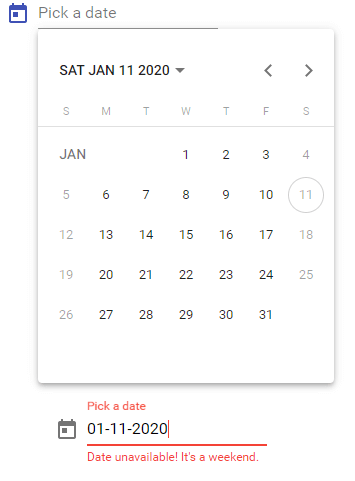 Pick a date
SAT JAN 11 2020
S M T W T F S
JAN 1 2 3 4
5 6 7 8 9 10 11
12 13 14 15 16 17 18
19 20 21 22 23 24 25
26 27 28 29 30 31
Pick a date
01-11-2020
Date unavailable! It's a weekend.